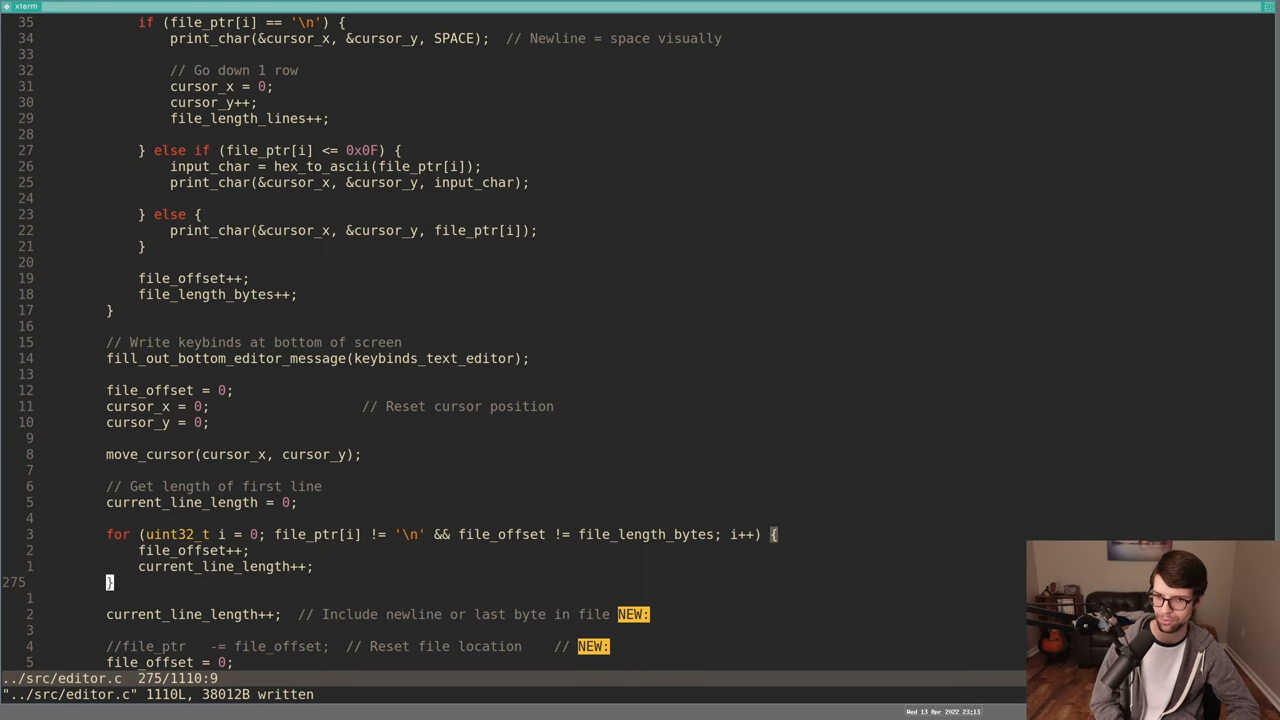 xterm
35 if (file_ptr[i] == '\n') {
34 print_char(&cursor_x, &cursor_y, SPACE);  // Newline = space visually
33
32 // Go down 1 row
31 cursor_x = 0;
30 cursor_y++;
29 file_length_lines++;
28
27 } else if (file_ptr[i] <= 0x0F) {
26 input_char = hex_to_ascii(file_ptr[i]);
25 print_char(&cursor_x, &cursor_y, input_char);
24
23 } else {
22 print_char(&cursor_x, &cursor_y, file_ptr[i]);
21 }
20
19 file_offset++;
18 file_length_bytes++;
17 }
16
15 // Write keybinds at bottom of screen
14 fill_out_bottom_editor_message(keybinds_text_editor);
13
12 file_offset = 0;
11 cursor_x = 0; // Reset cursor position
10 cursor_y = 0;
9
8 move_cursor(cursor_x, cursor_y);
7
6 // Get length of first line
5 current_line_length = 0;
4
3 for (uint32_t i = 0; file_ptr[i] != '\n' && file_offset != file_length_bytes; i++) {
2 file_offset++;
1 current_line_length++;
275 }
1
2 current_line_length++;  // Include newline or last byte in file NEW:
3
4 //file_ptr   -= file_offset;  // Reset file location    // NEW:
5 file_offset = 0;
../src/editor.c  275/1110:9
"../src/editor.c" 1110L, 38012B written
Wed 13 Apr 2022 23:13